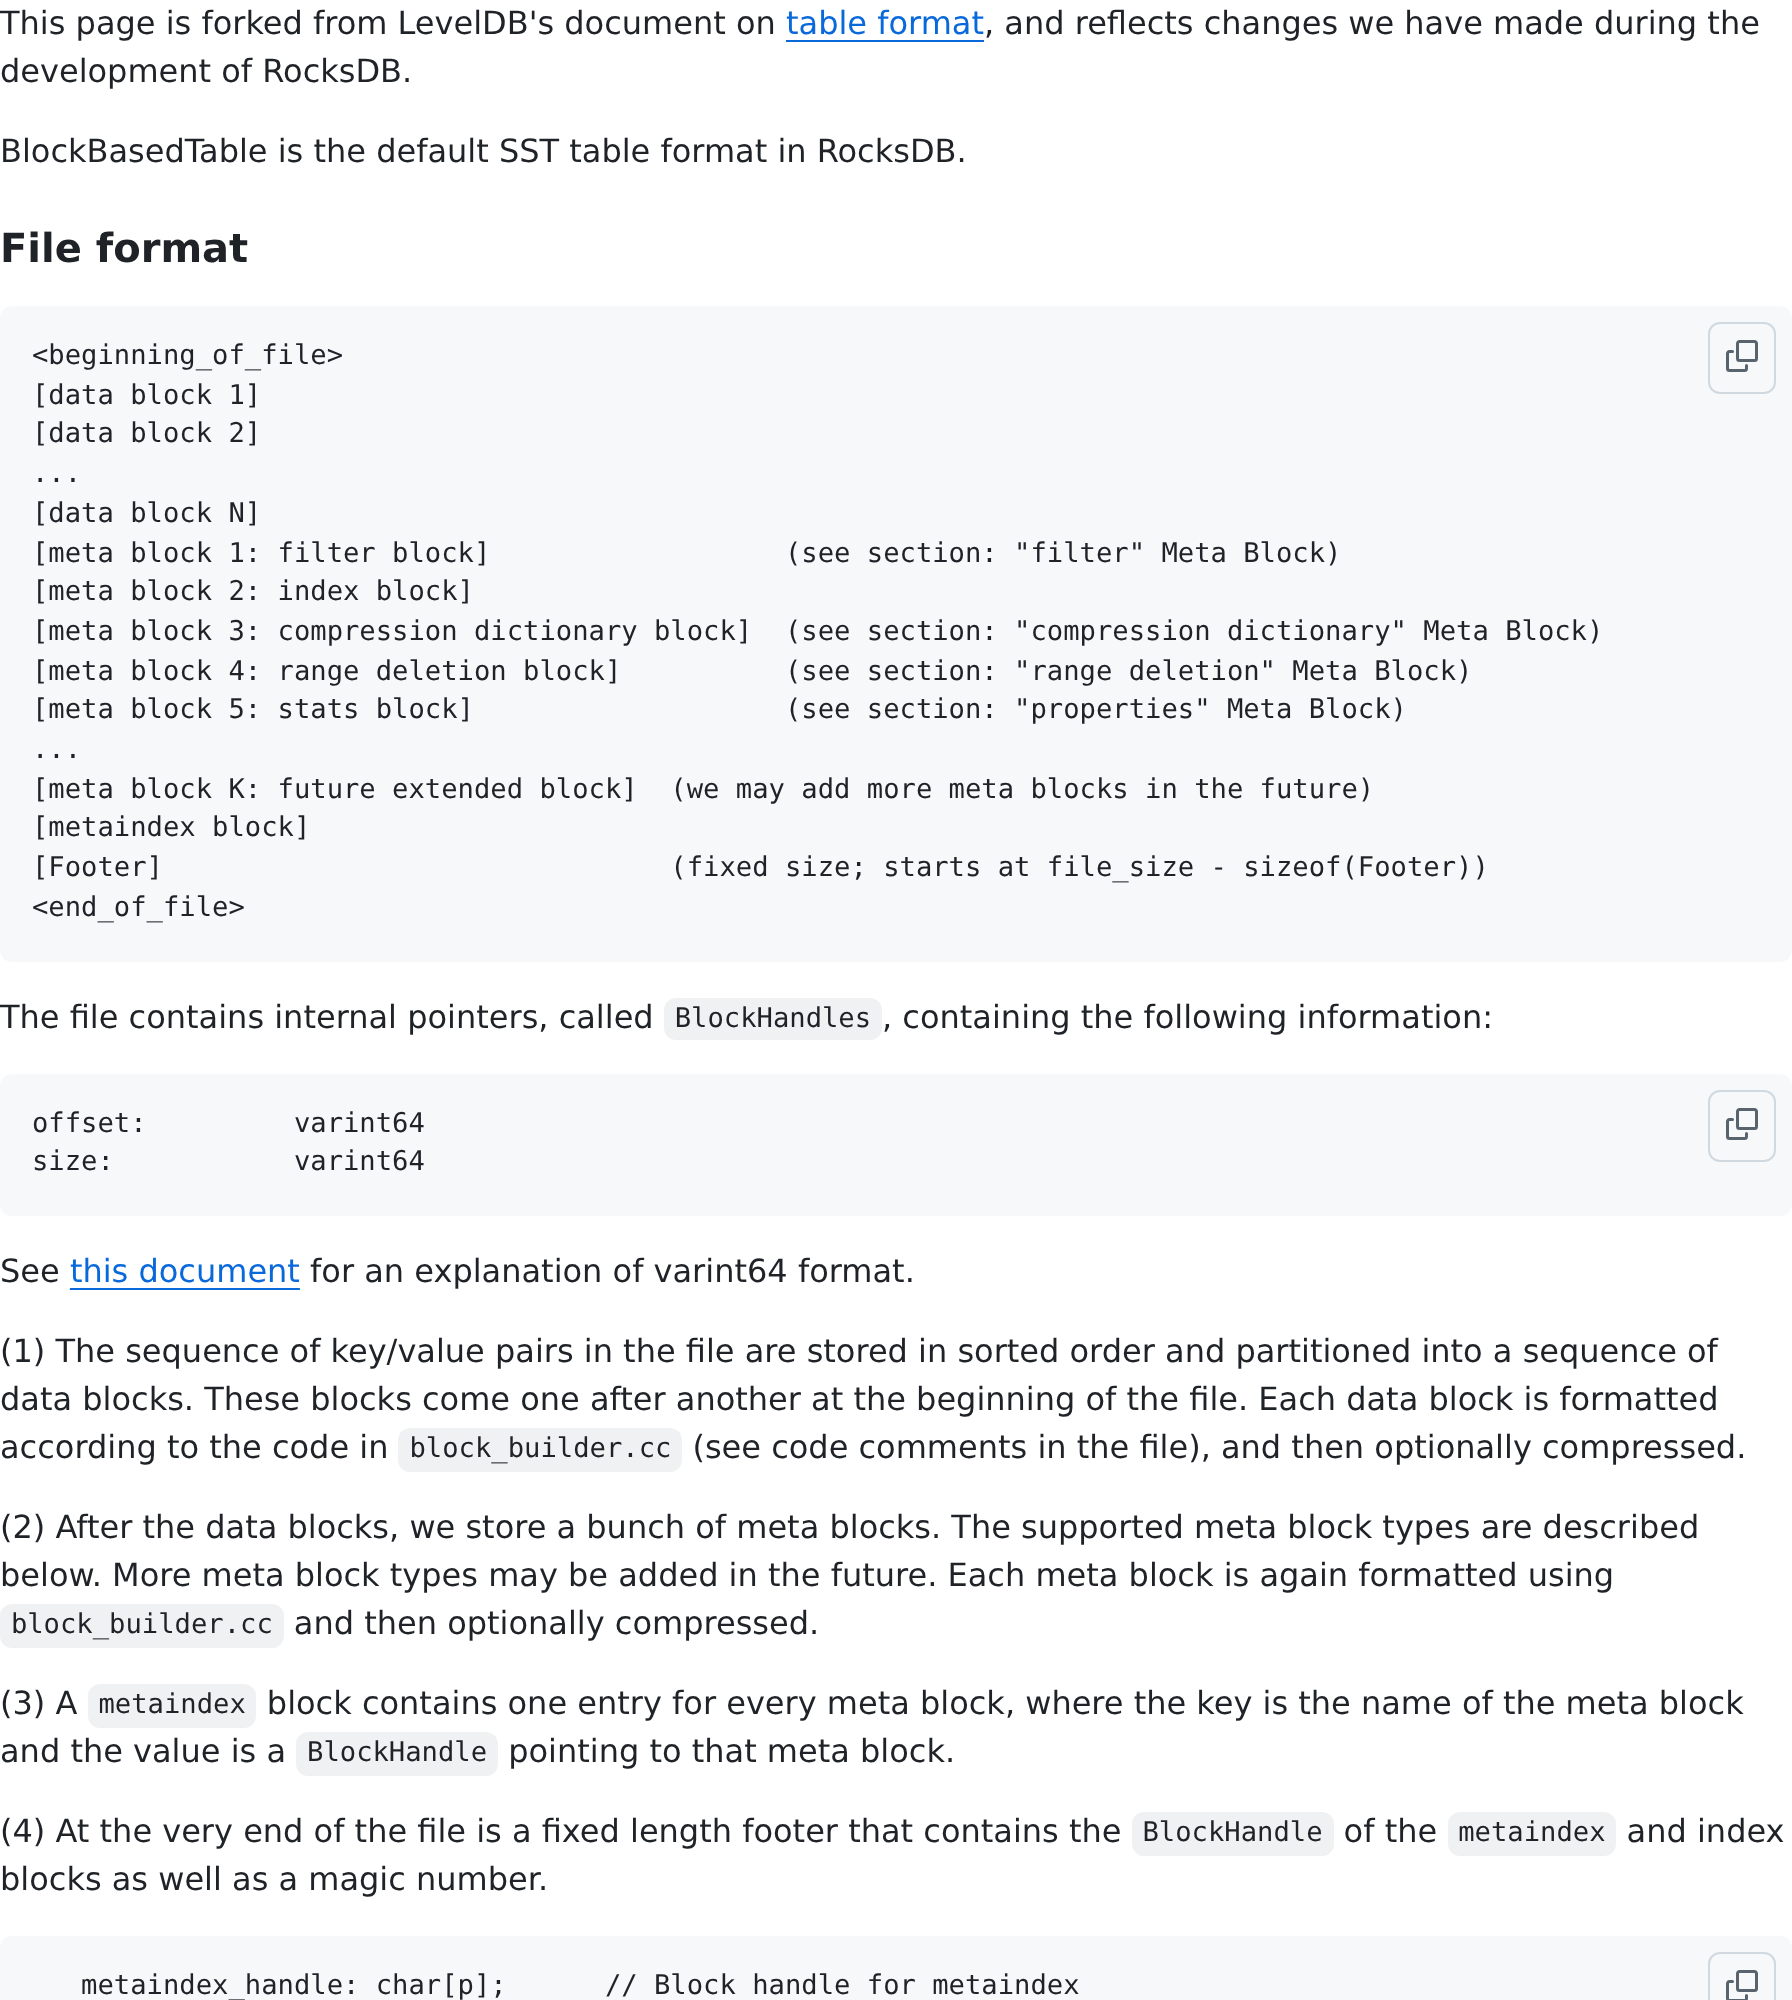 This page is forked from LevelDB's document on table format, and reflects changes we have made during the
development of RocksDB.
BlockBasedTable is the default SST table format in RocksDB.
File format
<beginning_of_file>
[data block 1]
[data block 2]
...
[data block N]
[meta block 1: filter block]                  (see section: "filter" Meta Block)
[meta block 2: index block]
[meta block 3: compression dictionary block]  (see section: "compression dictionary" Meta Block)
[meta block 4: range deletion block]          (see section: "range deletion" Meta Block)
[meta block 5: stats block]                   (see section: "properties" Meta Block)
...
[meta block K: future extended block]  (we may add more meta blocks in the future)
[metaindex block]
[Footer]                               (fixed size; starts at file_size - sizeof(Footer))
<end_of_file>
The file contains internal pointers, called BlockHandles, containing the following information:
offset:         varint64
size:           varint64
See this document for an explanation of varint64 format.
(1) The sequence of key/value pairs in the file are stored in sorted order and partitioned into a sequence of
data blocks. These blocks come one after another at the beginning of the file. Each data block is formatted
according to the code in block_builder.cc (see code comments in the file), and then optionally compressed.
(2) After the data blocks, we store a bunch of meta blocks. The supported meta block types are described
below. More meta block types may be added in the future. Each meta block is again formatted using
block_builder.cc and then optionally compressed.
(3) A metaindex block contains one entry for every meta block, where the key is the name of the meta block
and the value is a BlockHandle pointing to that meta block.
(4) At the very end of the file is a fixed length footer that contains the BlockHandle of the metaindex and index
blocks as well as a magic number.
metaindex_handle: char[p];      // Block handle for metaindex